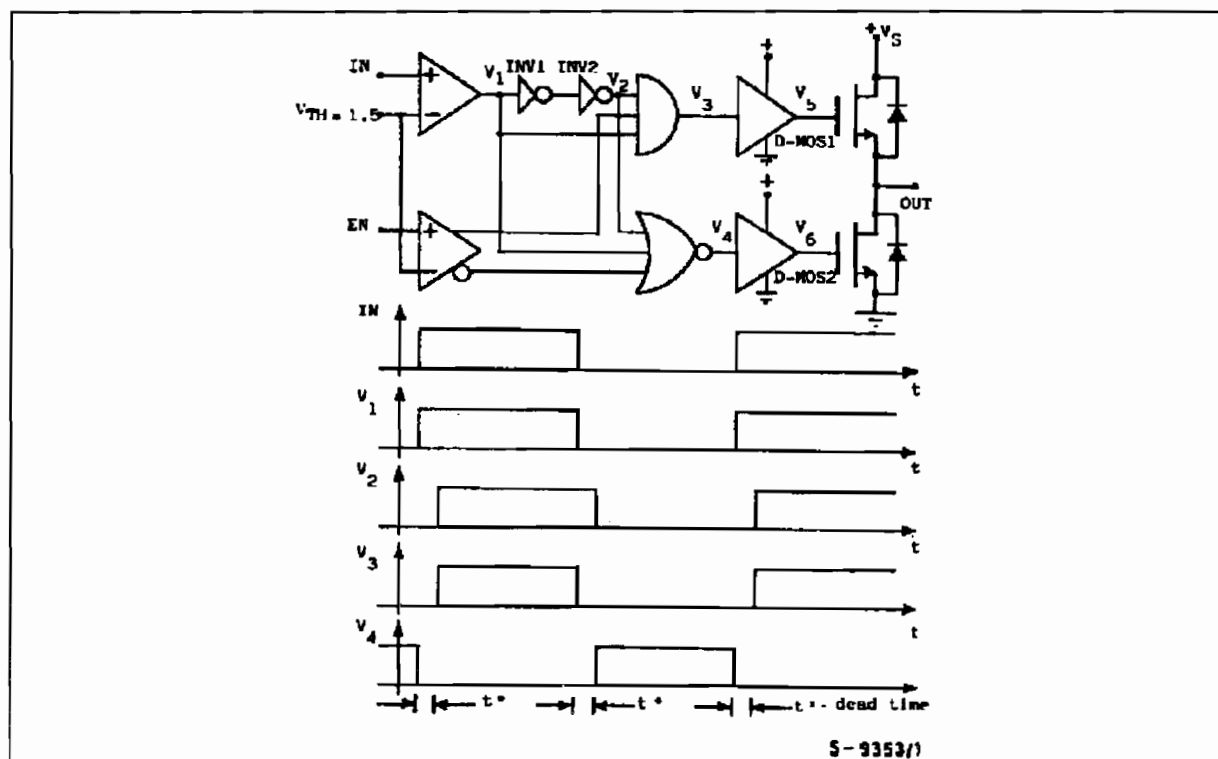 + VS
IN
V1 INV1 INV2 V2
VTH = 1.5
+
-
V3
+
V5
D-MOS1
+
OUT
EN
+
V4
V6
D-MOS2
IN
t
V1
t
V2
t
V3
t
V4
t* t* t* - dead time
S-9353/1